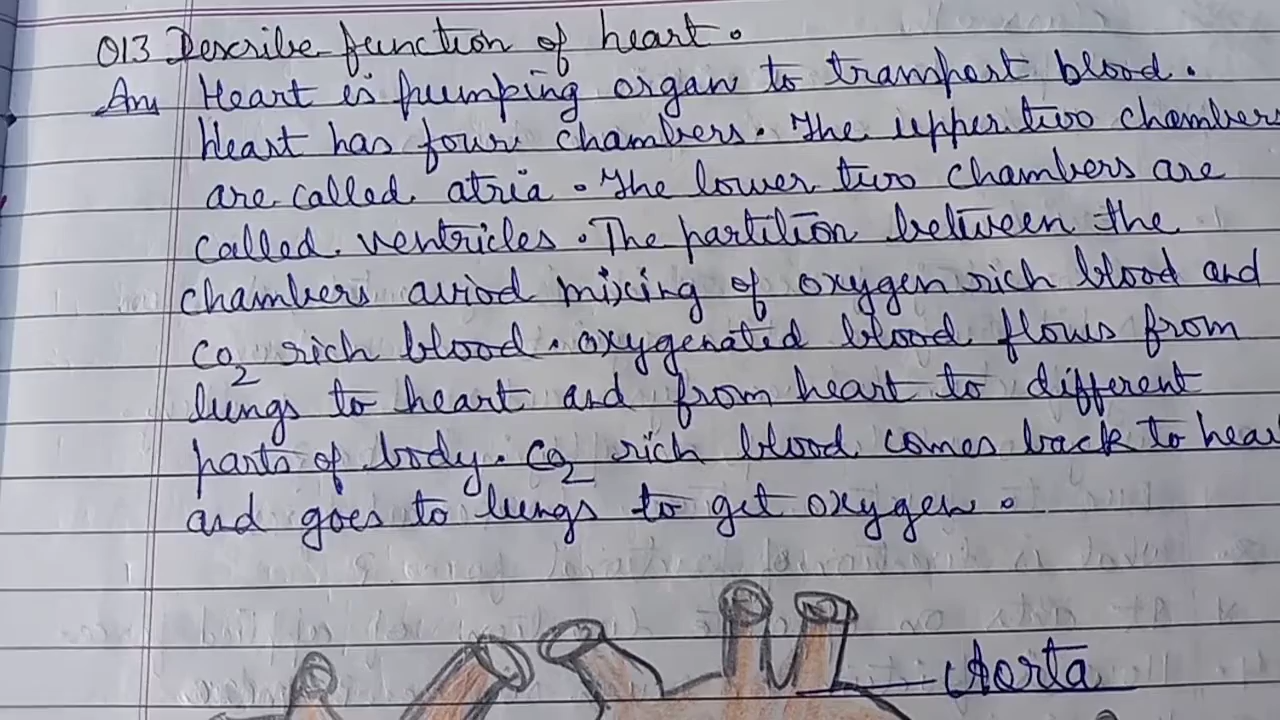 Q13 Describe function of heart.
Ans Heart is pumping organ to transport blood.
Heart has four chambers. The upper two chambers
are called atria. The lower two chambers are
called ventricles. The partition between the
chambers aviod mixing of oxygen rich blood and
CO2 rich blood. oxygenated blood flows from
lungs to heart and from heart to different
parts of body. CO2 rich blood comes back to hear
and goes to lungs to get oxygen.
Aorta